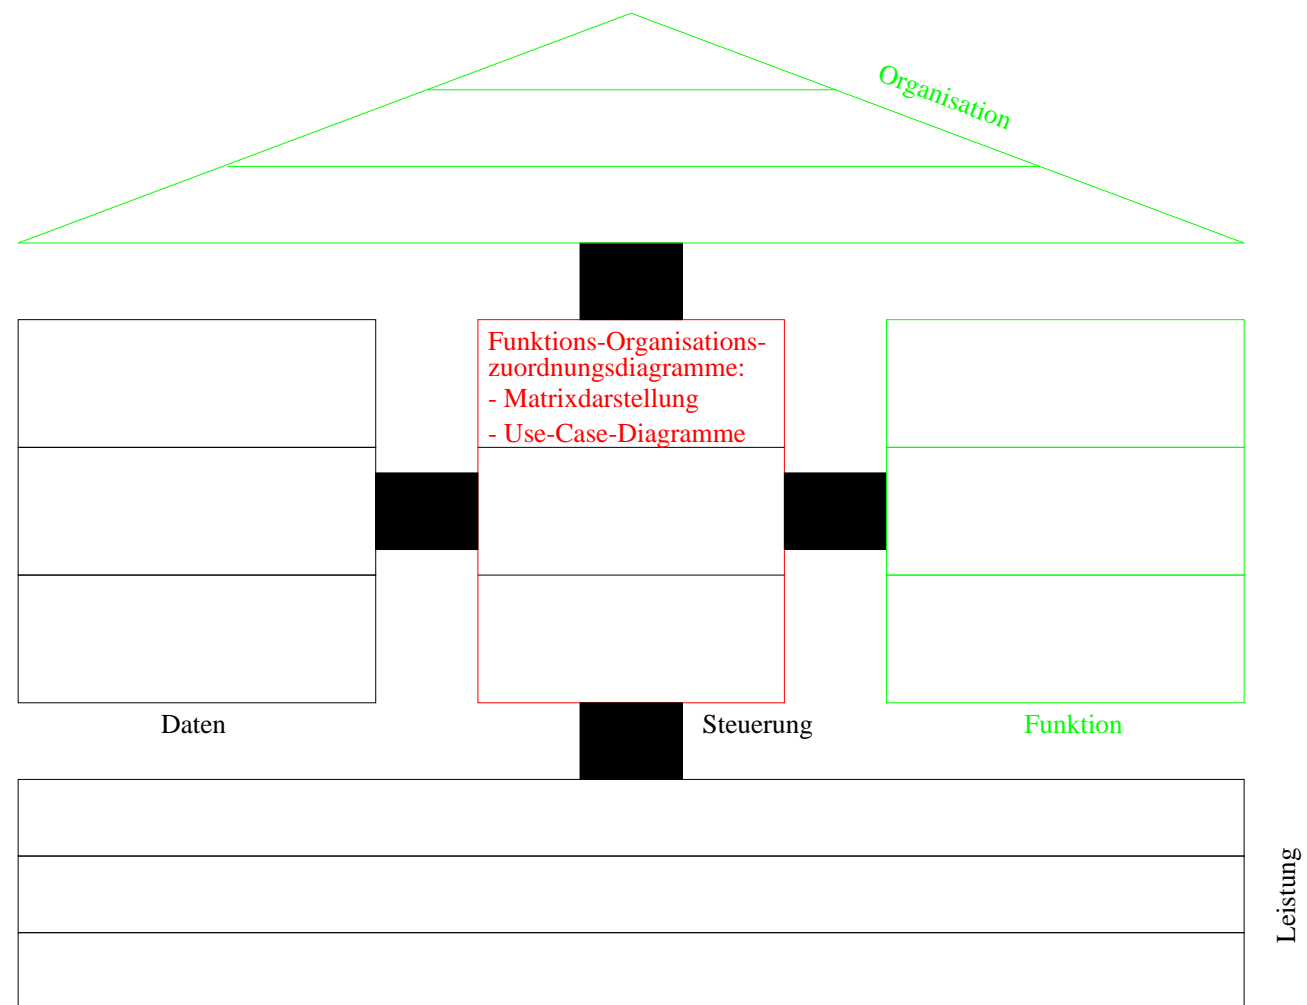 Organisation
Funktions-Organisations-
zuordnungsdiagramme:
- Matrixdarstellung
- Use-Case-Diagramme
Daten
Steuerung
Funktion
Leistung